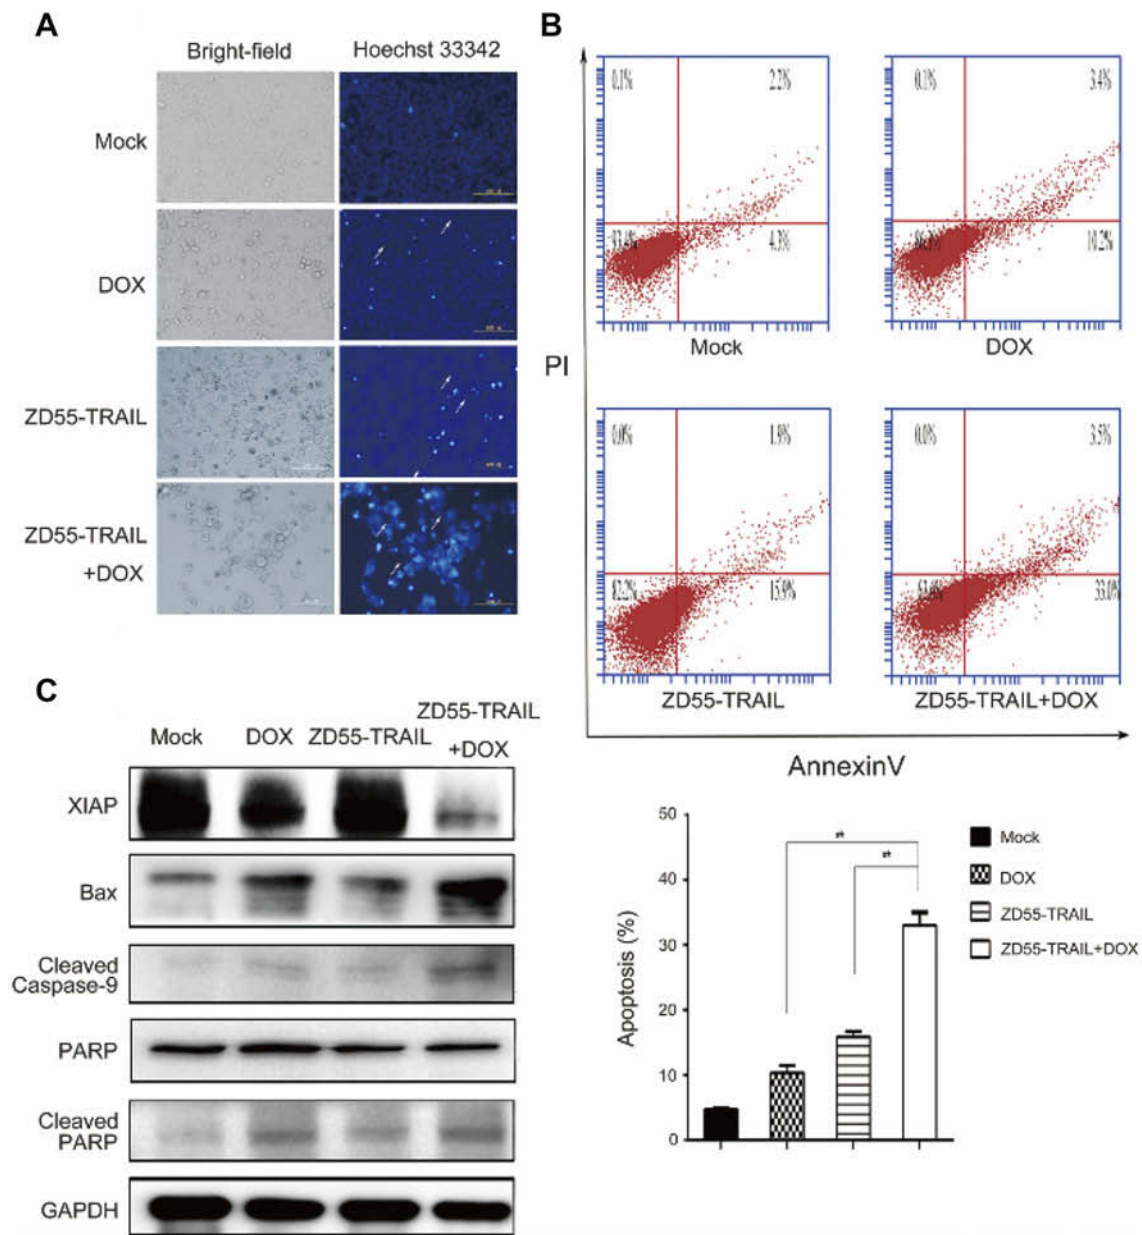 A
Bright-field
Hoechst 33342
Mock
DOX
ZD55-TRAIL
ZD55-TRAIL
+DOX
B
0.1%
2.2%
93.4%
4.3%
Mock
0.1%
3.4%
10.2%
DOX
PI
0.0%
1.9%
82.2%
15.9%
ZD55-TRAIL
0.0%
3.5%
33.0%
ZD55-TRAIL+DOX
AnnexinV
C
Mock
DOX
ZD55-TRAIL
ZD55-TRAIL
+DOX
XIAP
Bax
Cleaved
Caspase-9
PARP
Cleaved
PARP
GAPDH
Apoptosis (%)
50
40
30
20
10
0
**
**
Mock
DOX
ZD55-TRAIL
ZD55-TRAIL+DOX